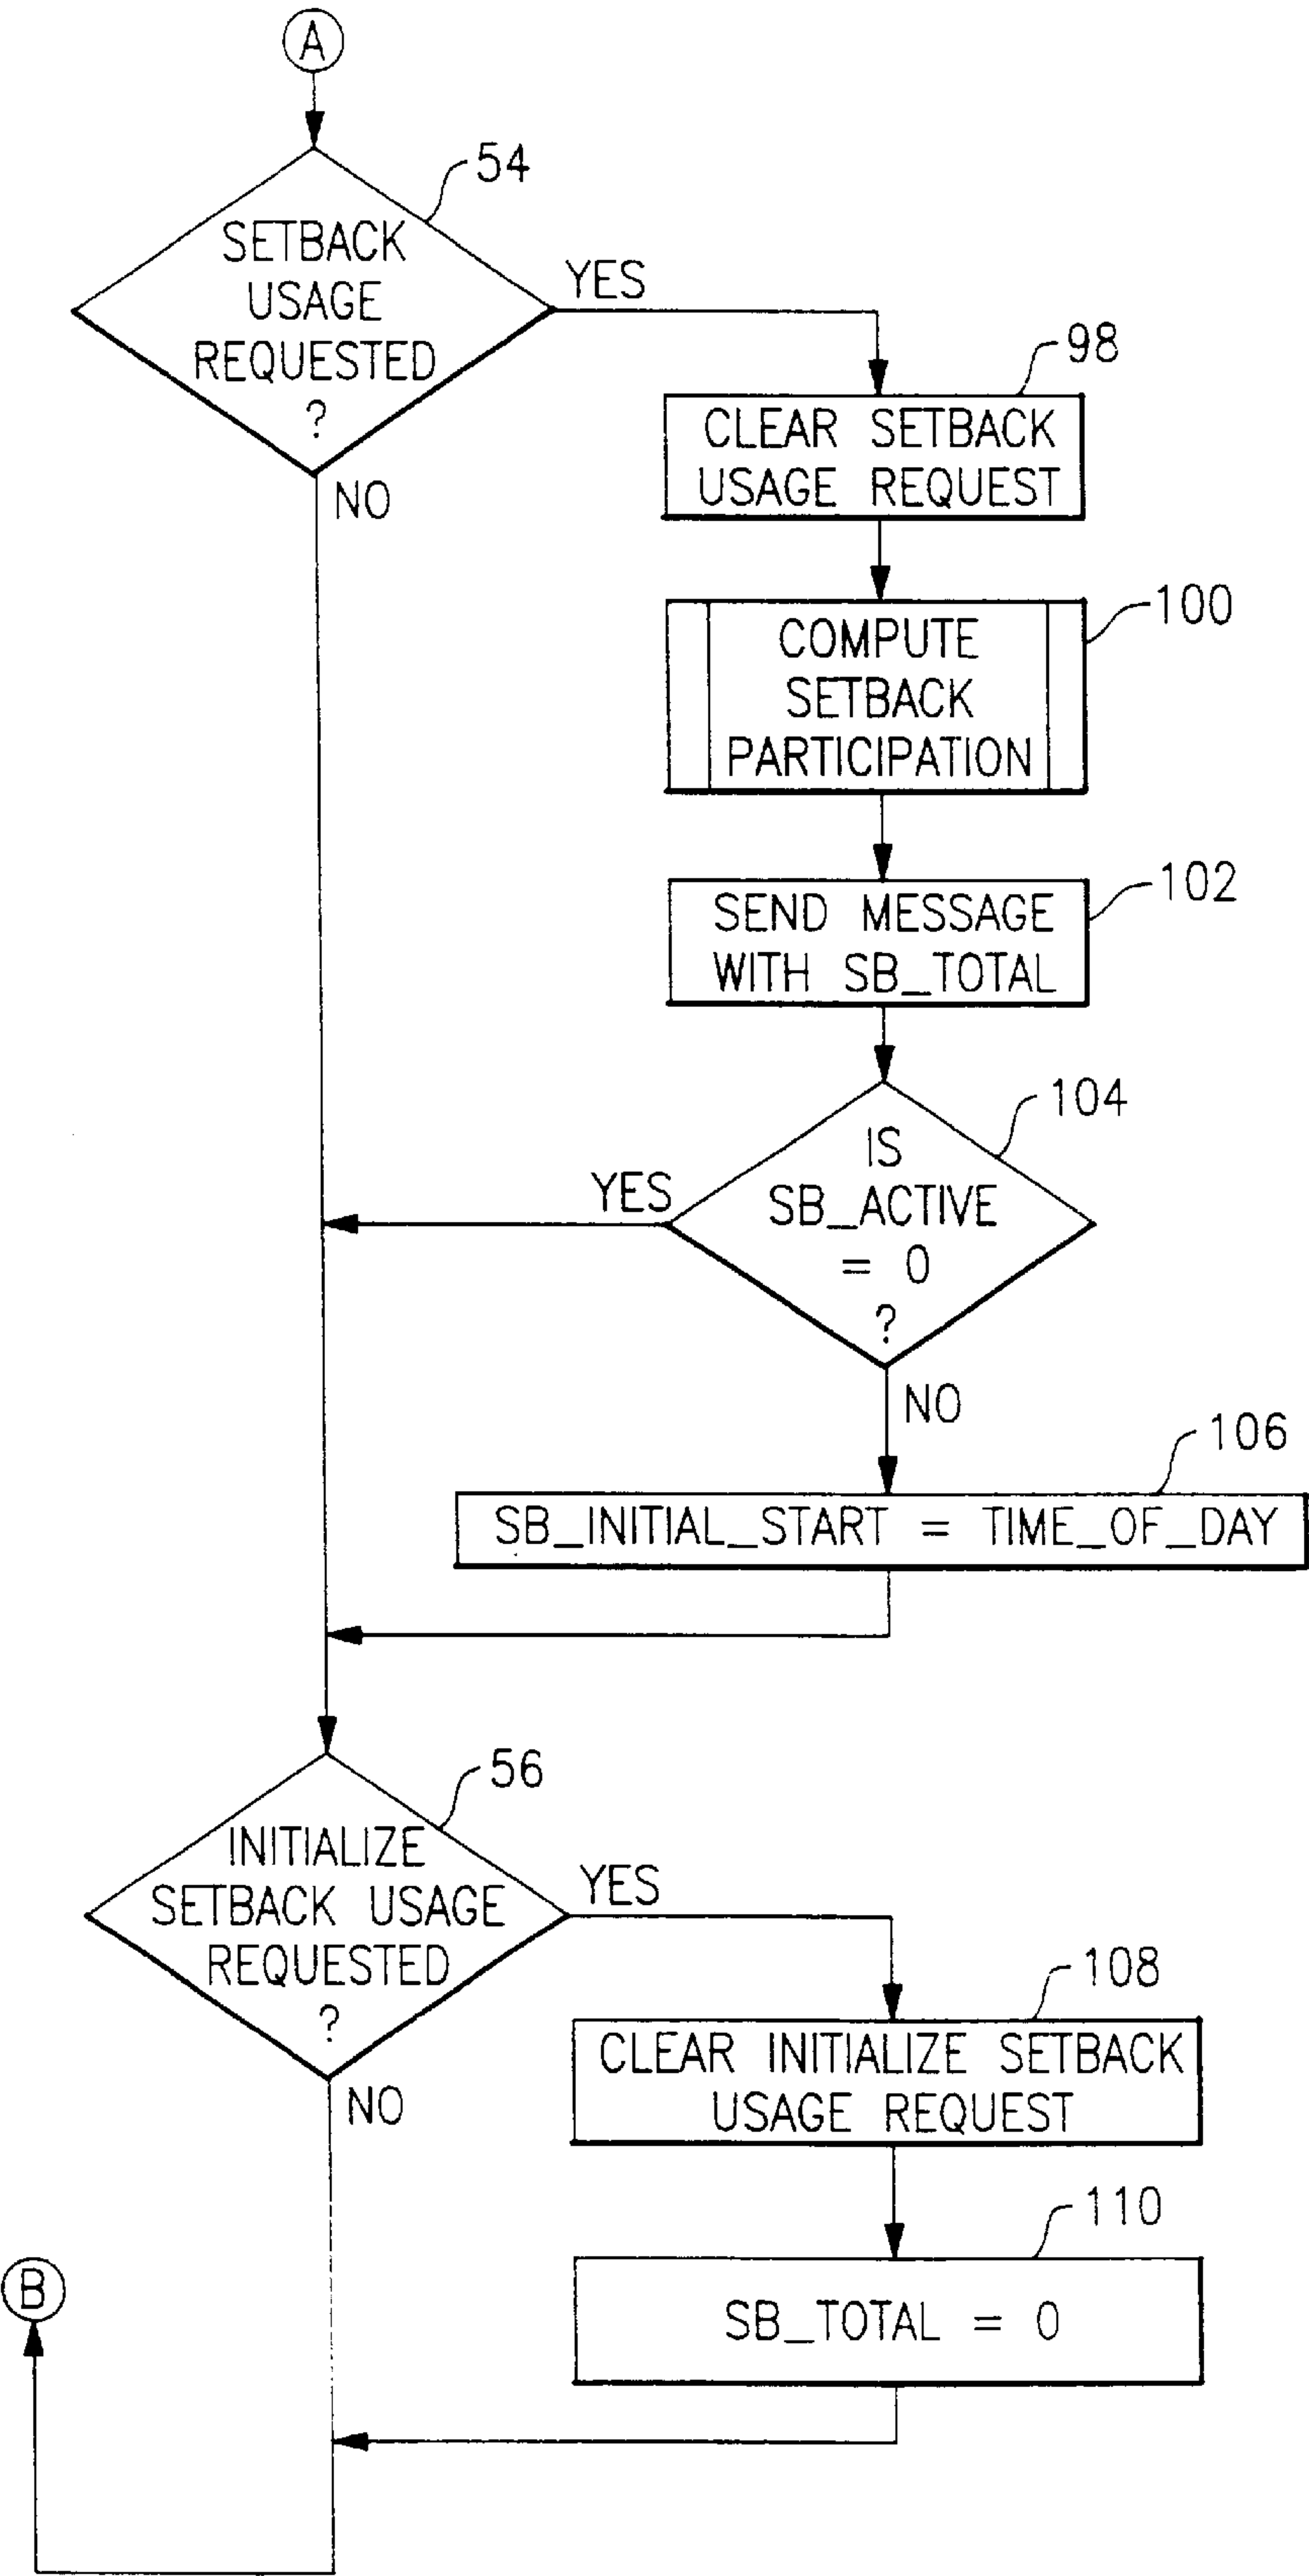 A
54
SETBACK
USAGE
REQUESTED
?
YES
NO
98
CLEAR SETBACK
USAGE REQUEST
100
COMPUTE
SETBACK
PARTICIPATION
102
SEND MESSAGE
WITH SB_TOTAL
104
IS
SB_ACTIVE
= 0
?
YES
NO
106
SB_INITIAL_START = TIME_OF_DAY
56
INITIALIZE
SETBACK USAGE
REQUESTED
?
YES
NO
108
CLEAR INITIALIZE SETBACK
USAGE REQUEST
110
SB_TOTAL = 0
B